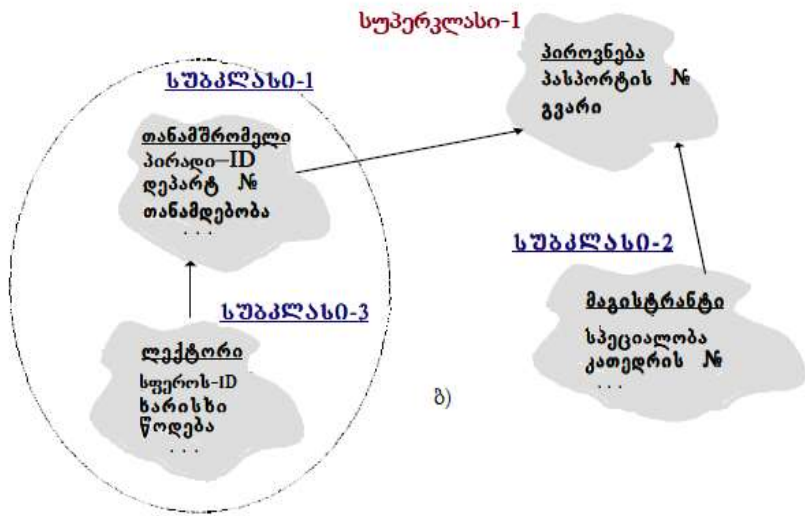 სუპერკლასი-1
პიროვნება
პასპორტის №
გვარი
სუბკლასი-1
თანამშრომელი
პირადი-ID
დეპარტ №
თანამდებობა
. . .
სუბკლასი-2
მაგისტრანტი
სპეციალობა
კათედრის №
. . .
სუბკლასი-3
ლექტორი
სფეროს-ID
ხარისხი
წოდება
. . .
ბ)